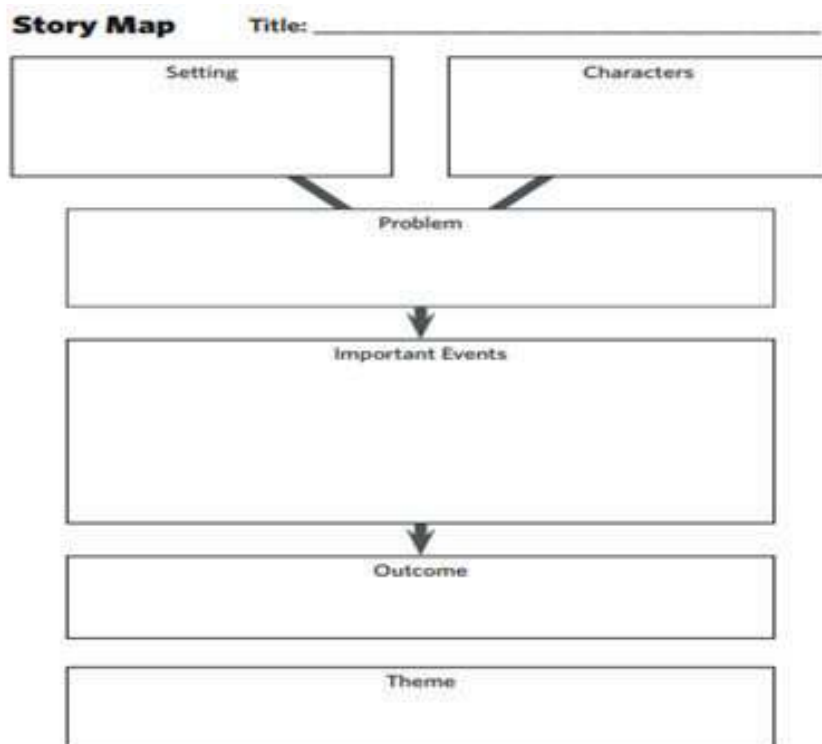 Story Map Title:
Setting
Characters
Problem
Important Events
Outcome
Theme